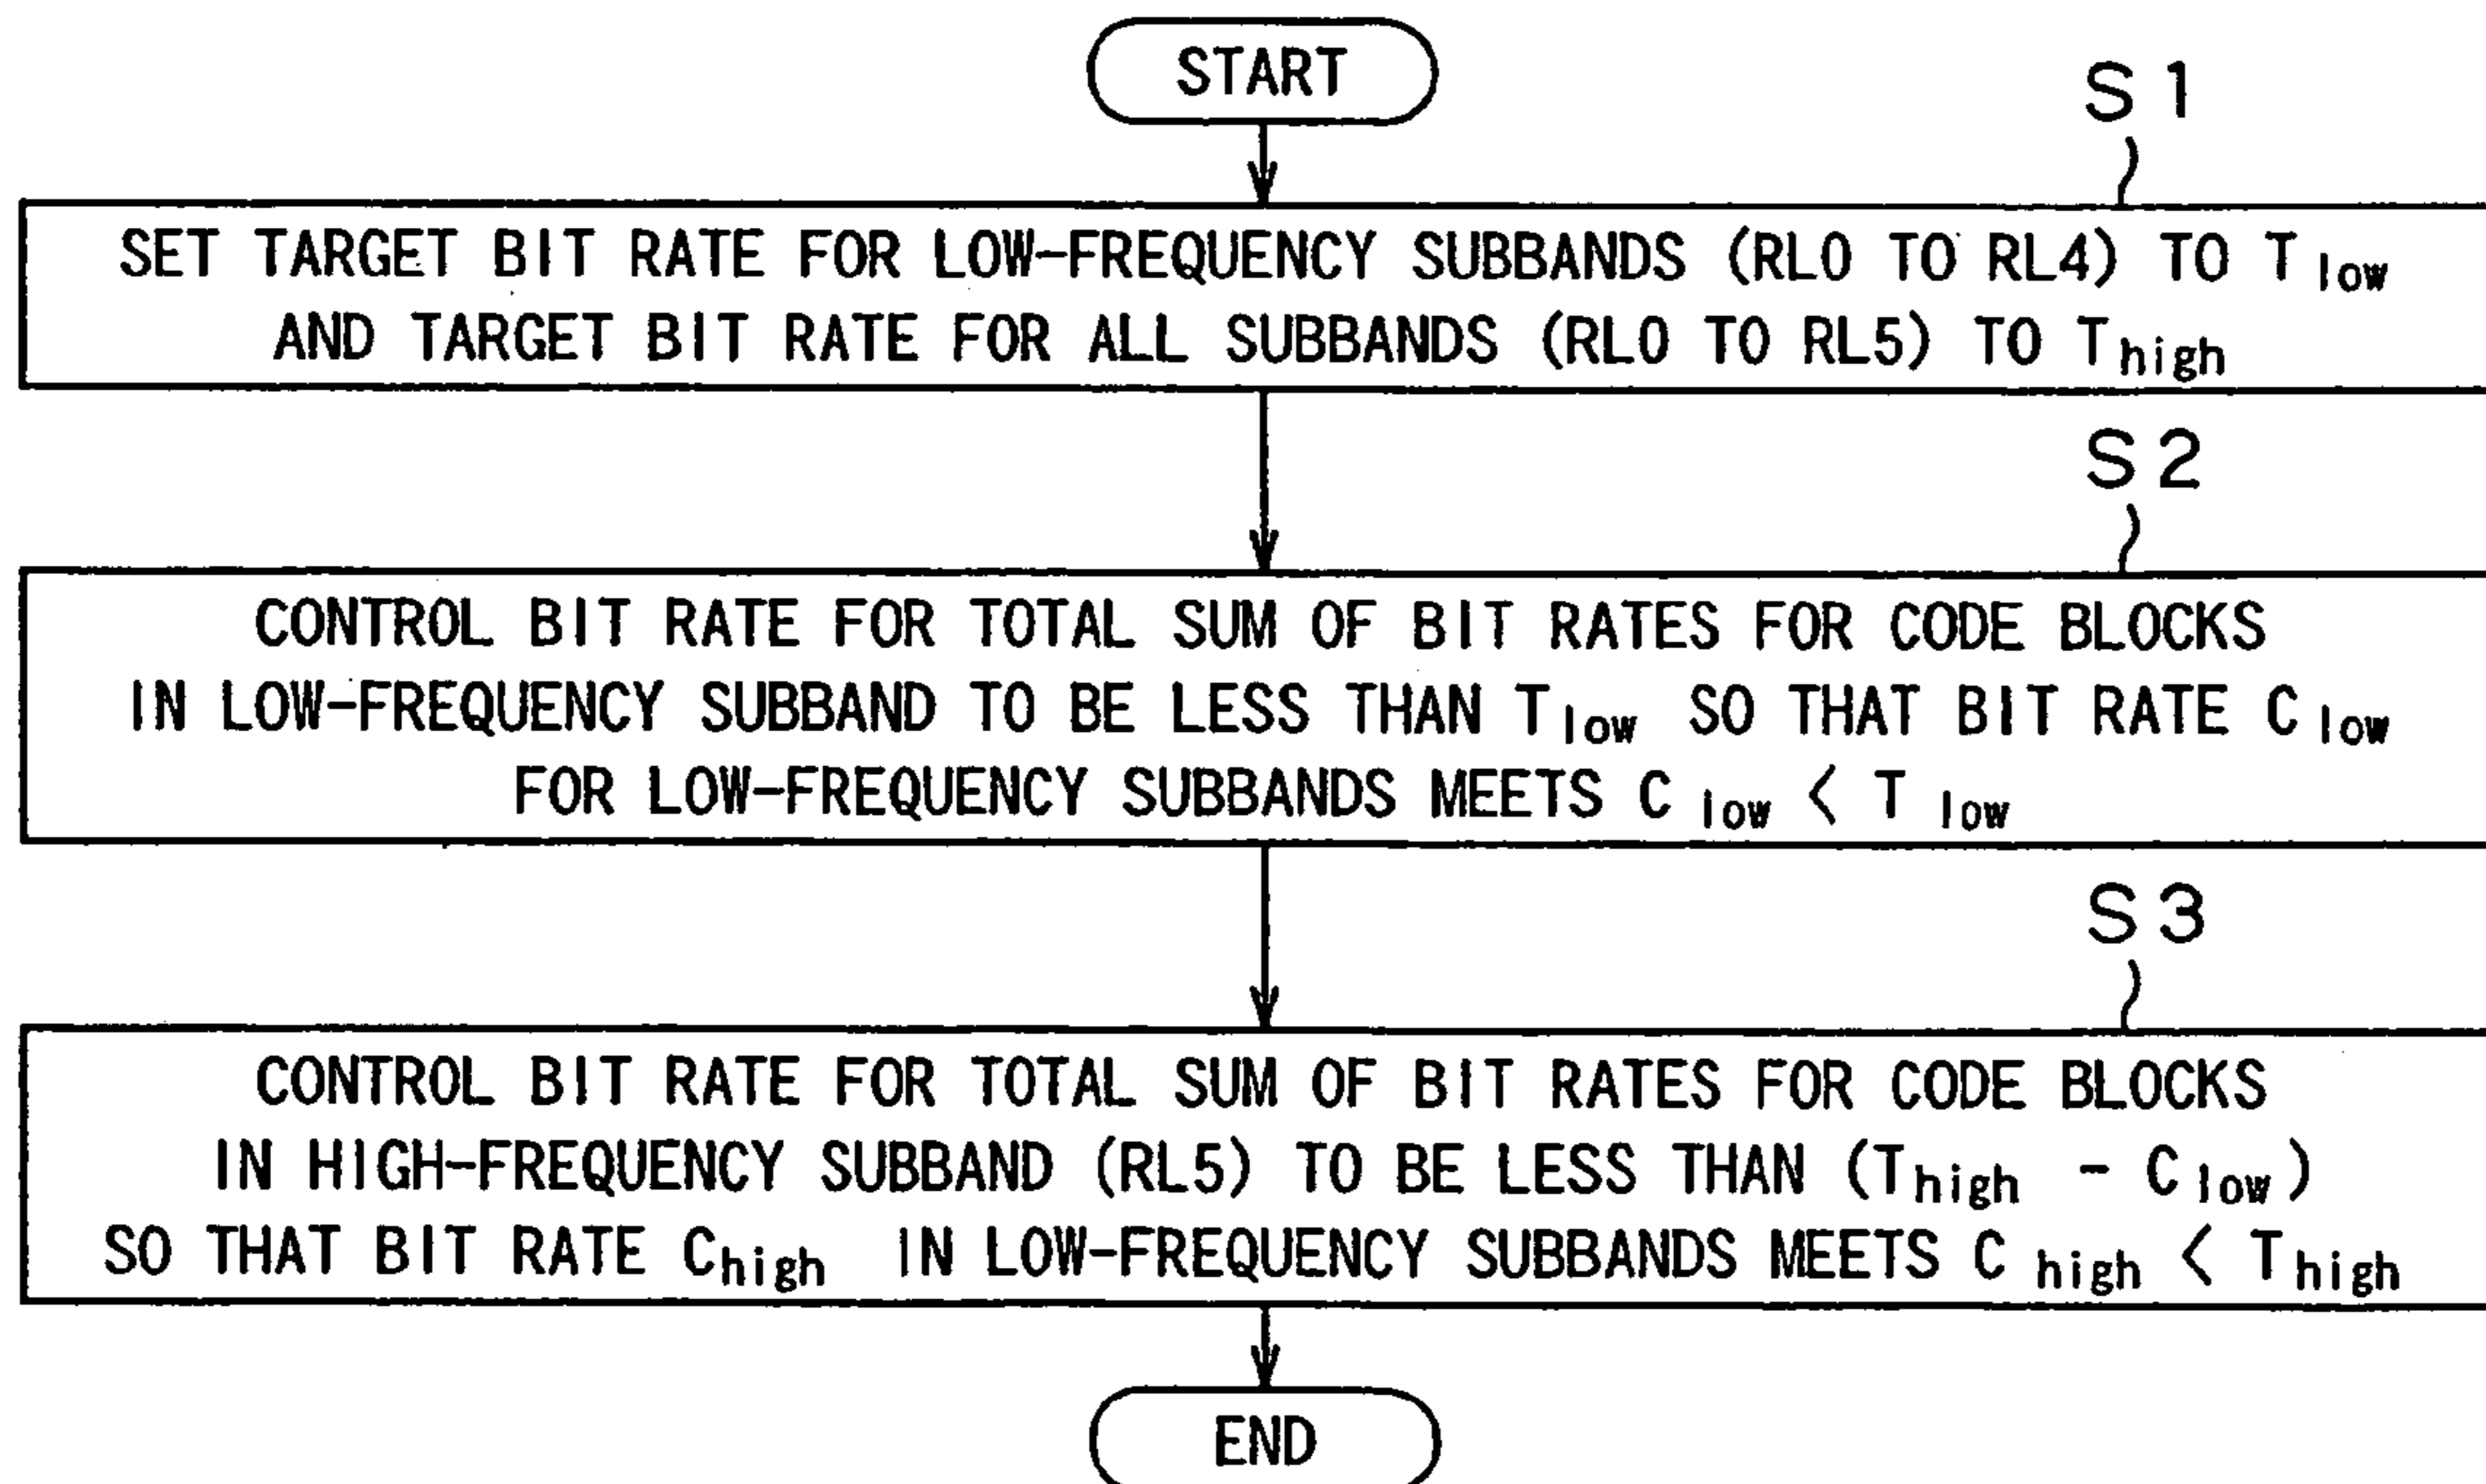 START
S1
SET TARGET BIT RATE FOR LOW-FREQUENCY SUBBANDS (RL0 TO RL4) TO T low
AND TARGET BIT RATE FOR ALL SUBBANDS (RL0 TO RL5) TO Thigh
S2
CONTROL BIT RATE FOR TOTAL SUM OF BIT RATES FOR CODE BLOCKS
IN LOW-FREQUENCY SUBBAND TO BE LESS THAN T low SO THAT BIT RATE C low
FOR LOW-FREQUENCY SUBBANDS MEETS C low < T low
S3
CONTROL BIT RATE FOR TOTAL SUM OF BIT RATES FOR CODE BLOCKS
IN HIGH-FREQUENCY SUBBAND (RL5) TO BE LESS THAN (Thigh - C low)
SO THAT BIT RATE Chigh IN LOW-FREQUENCY SUBBANDS MEETS C high < Thigh
END